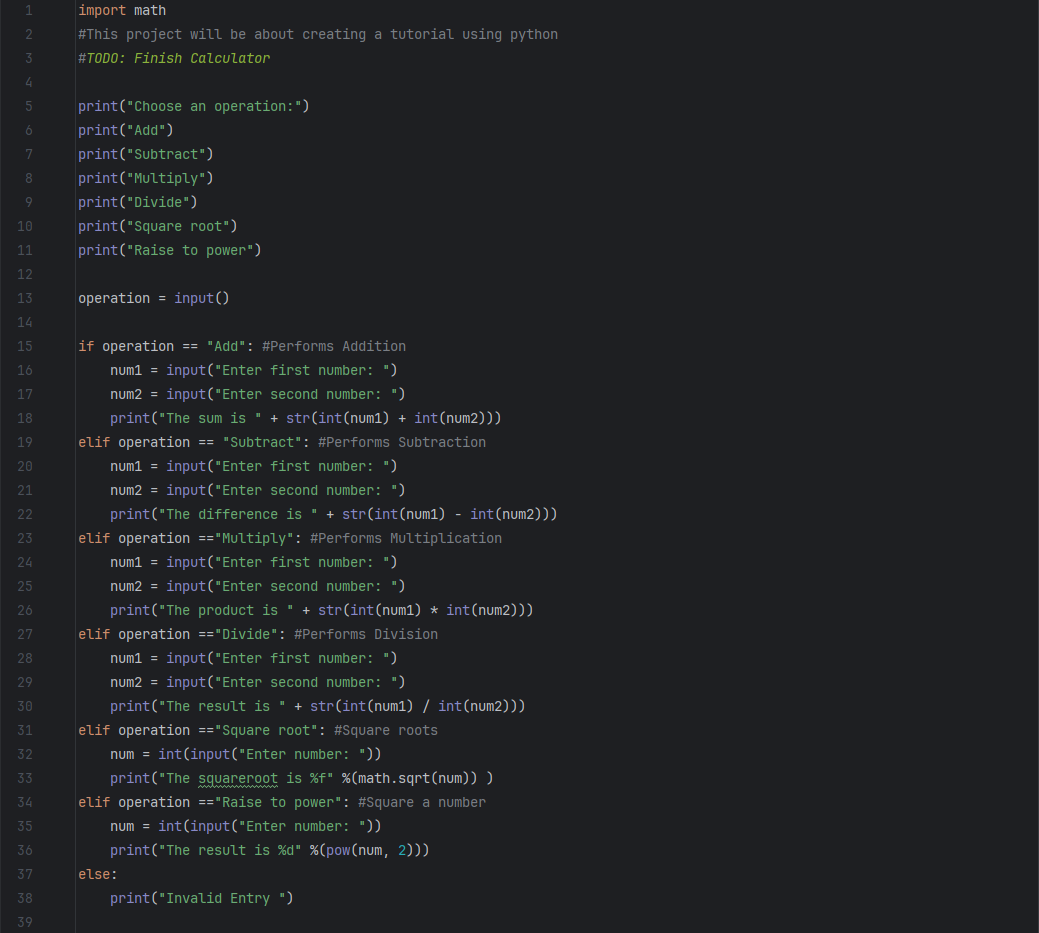 1 import math
2 #This project will be about creating a tutorial using python
3 #TODO: Finish Calculator
4
5 print("Choose an operation:")
6 print("Add")
7 print("Subtract")
8 print("Multiply")
9 print("Divide")
10 print("Square root")
11 print("Raise to power")
12
13 operation = input()
14
15 if operation == "Add": #Performs Addition
16     num1 = input("Enter first number: ")
17     num2 = input("Enter second number: ")
18     print("The sum is " + str(int(num1) + int(num2)))
19 elif operation == "Subtract": #Performs Subtraction
20     num1 = input("Enter first number: ")
21     num2 = input("Enter second number: ")
22     print("The difference is " + str(int(num1) - int(num2)))
23 elif operation =="Multiply": #Performs Multiplication
24     num1 = input("Enter first number: ")
25     num2 = input("Enter second number: ")
26     print("The product is " + str(int(num1) * int(num2)))
27 elif operation =="Divide": #Performs Division
28     num1 = input("Enter first number: ")
29     num2 = input("Enter second number: ")
30     print("The result is " + str(int(num1) / int(num2)))
31 elif operation =="Square root": #Square roots
32     num = int(input("Enter number: "))
33     print("The squareroot is %f" %(math.sqrt(num)) )
34 elif operation =="Raise to power": #Square a number
35     num = int(input("Enter number: "))
36     print("The result is %d" %(pow(num, 2)))
37 else:
38     print("Invalid Entry ")
39